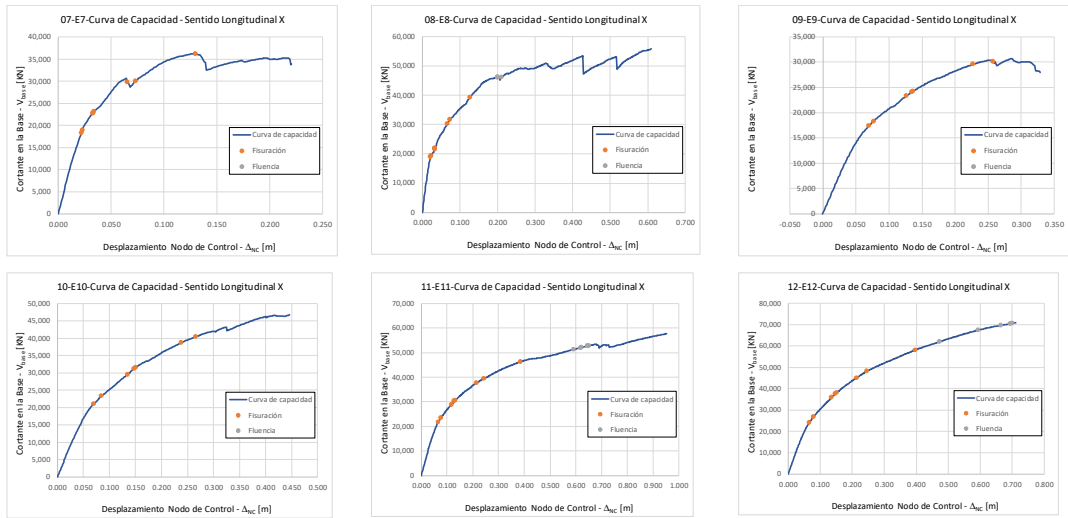 07-E7-Curva de Capacidad - Sentido Longitudinal X
Cortante en la Base - V_base [KN]
40,000
35,000
30,000
25,000
20,000
15,000
10,000
5,000
0
0.000 0.050 0.100 0.150 0.200 0.250
Desplazamiento Nodo de Control - Δ_NC [m]
Curva de capacidad
Fisuración
Fluencia
08-E8-Curva de Capacidad - Sentido Longitudinal X
Cortante en la Base - V_base [KN]
60,000
50,000
40,000
30,000
20,000
10,000
0
0.000 0.100 0.200 0.300 0.400 0.500 0.600 0.700
Desplazamiento Nodo de Control - Δ_NC [m]
Curva de capacidad
Fisuración
Fluencia
09-E9-Curva de Capacidad - Sentido Longitudinal X
Cortante en la Base - V_base [KN]
35,000
30,000
25,000
20,000
15,000
10,000
5,000
0
-0.050 0.000 0.050 0.100 0.150 0.200 0.250 0.300 0.350
Desplazamiento Nodo de Control - Δ_NC [m]
Curva de capacidad
Fisuración
Fluencia
10-E10-Curva de Capacidad - Sentido Longitudinal X
Cortante en la Base - V_base [KN]
50,000
45,000
40,000
35,000
30,000
25,000
20,000
15,000
10,000
5,000
0
0.000 0.050 0.100 0.150 0.200 0.250 0.300 0.350 0.400 0.450 0.500
Desplazamiento Nodo de Control - Δ_NC [m]
Curva de capacidad
Fisuración
Fluencia
11-E11-Curva de Capacidad - Sentido Longitudinal X
Cortante en la Base - V_base [KN]
70,000
60,000
50,000
40,000
30,000
20,000
10,000
0
0.000 0.100 0.200 0.300 0.400 0.500 0.600 0.700 0.800 0.900 1.000
Desplazamiento Nodo de Control - Δ_NC [m]
Curva de capacidad
Fisuración
Fluencia
12-E12-Curva de Capacidad - Sentido Longitudinal X
Cortante en la Base - V_base [KN]
80,000
70,000
60,000
50,000
40,000
30,000
20,000
10,000
0
0.000 0.100 0.200 0.300 0.400 0.500 0.600 0.700 0.800
Desplazamiento Nodo de Control - Δ_NC [m]
Curva de capacidad
Fisuración
Fluencia